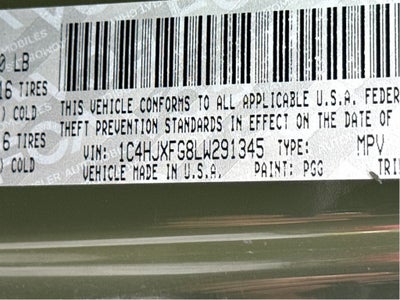 0 LB
16 TIRES
) COLD
THIS VEHICLE CONFORMS TO ALL APPLICABLE U.S.A. FEDER
THEFT PREVENTION STANDARDS IN EFFECT ON THE DATE OF
6 TIRES
VIN: 1C4HJXFG8LW291345 TYPE: MPV
) COLD
VEHICLE MADE IN U.S.A. PAINT: PGG TRI